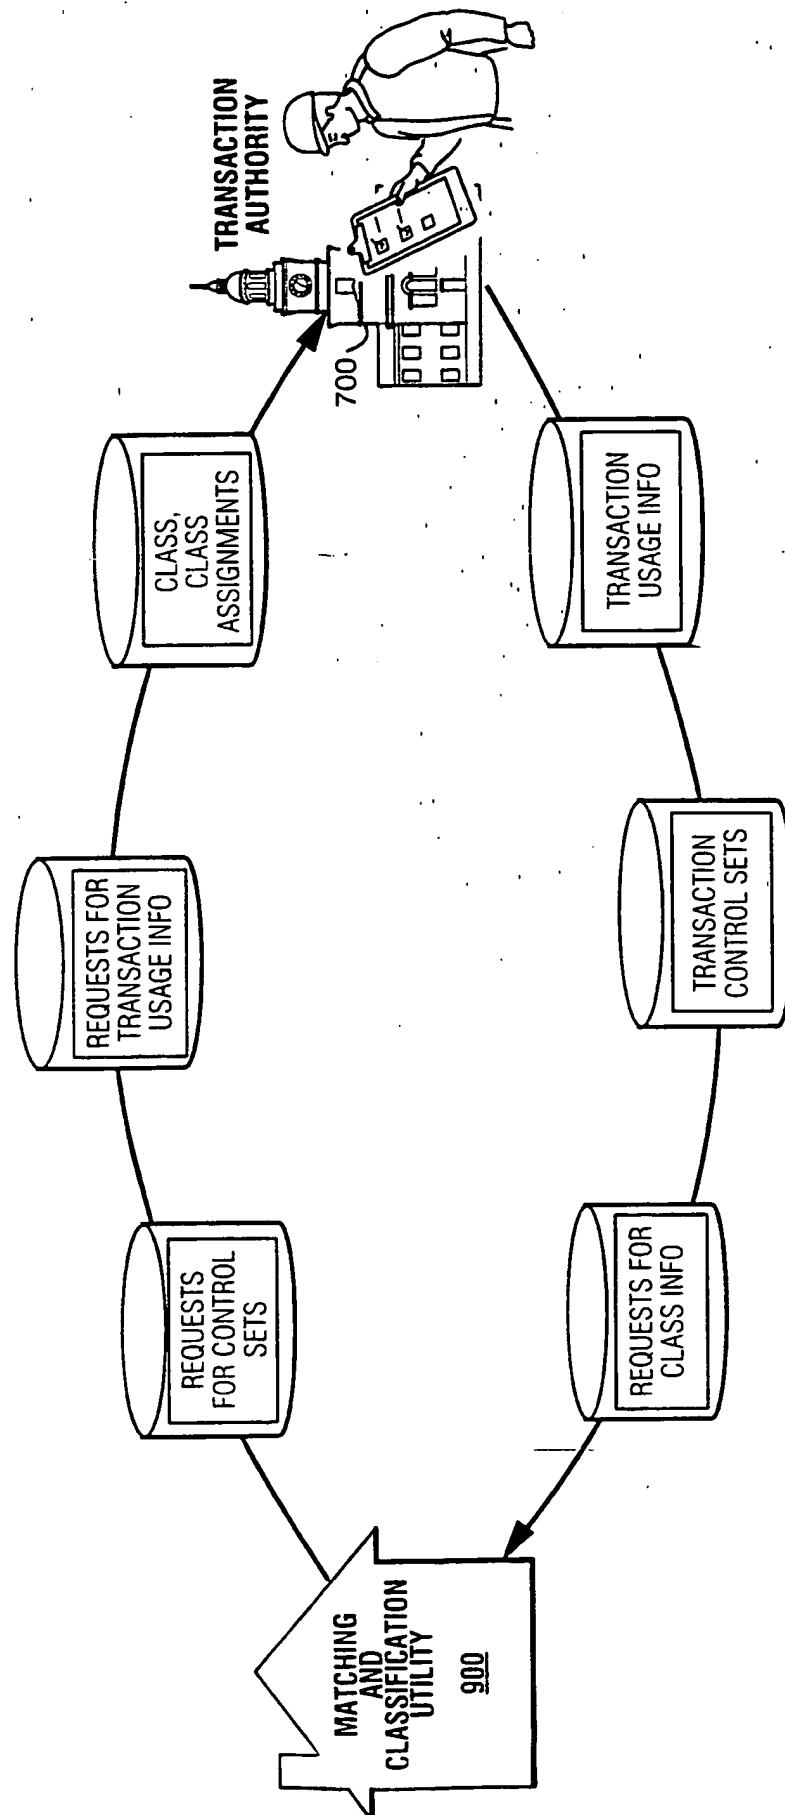 MATCHING
AND
CLASSIFICATION
UTILITY
900
REQUESTS
FOR CONTROL
SETS
REQUESTS FOR
TRANSACTION
USAGE INFO
CLASS,
CLASS
ASSIGNMENTS
TRANSACTION
AUTHORITY
700
TRANSACTION
USAGE INFO
TRANSACTION
CONTROL SETS
REQUESTS FOR
CLASS INFO